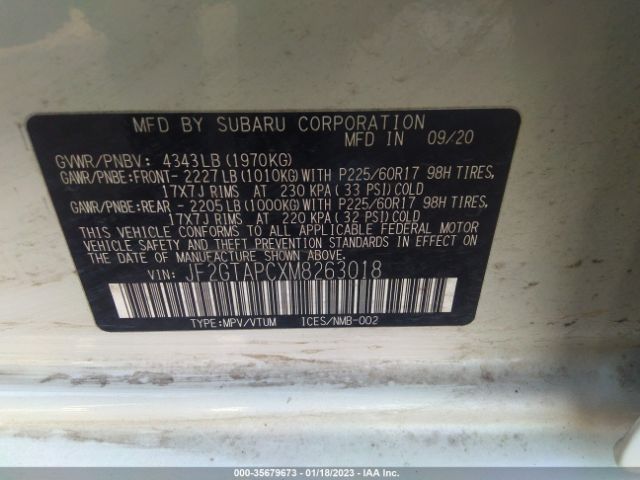 MFD BY SUBARU CORPORATION
MFD IN 09/20
GVWR/PNBV: 4343LB (1970KG)
GAWR/PNBE:FRONT- 2227LB (1010KG)WITH P225/60R17 98H TIRES,
17X7J RIMS AT 230 KPA (33 PSI)COLD
GAWR/PNBE:REAR - 2205LB (1000KG)WITH P225/60R17 98H TIRES,
17X7J RIMS AT 220 KPA (32 PSI)COLD
THIS VEHICLE CONFORMS TO ALL APPLICABLE FEDERAL MOTOR
VEHICLE SAFETY AND THEFT PREVENTION STANDARDS IN EFFECT ON
THE DATE OF MANUFACTURE SHOWN ABOVE.
VIN: JF2GTAPCXM8263018
TYPE:MPV/VTUM ICES/NMB-002
000-35679673 - 01/18/2023 - IAA Inc.